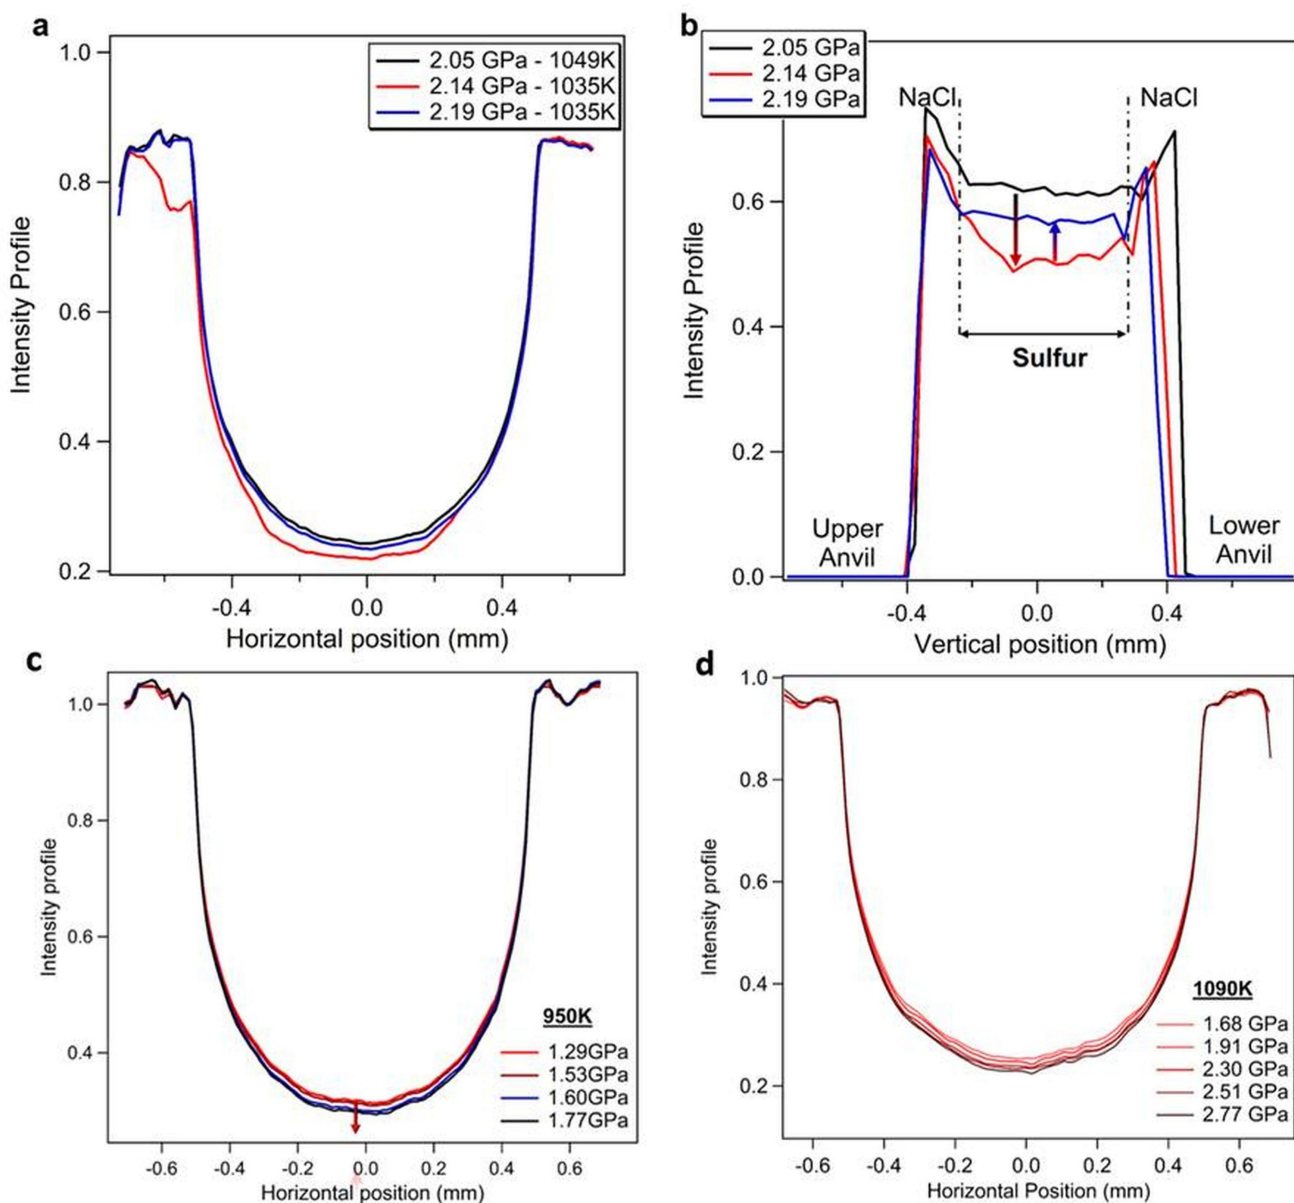 a
1.0
0.8
0.6
0.4
0.2
Intensity Profile
2.05 GPa - 1049K
2.14 GPa - 1035K
2.19 GPa - 1035K
-0.4
0.0
0.4
Horizontal position (mm)
b
2.05 GPa
2.14 GPa
2.19 GPa
NaCl
NaCl
0.6
0.4
0.2
0.0
Intensity Profile
Sulfur
Upper
Anvil
Lower
Anvil
-0.4
0.0
0.4
Vertical position (mm)
c
1.0
0.8
0.6
0.4
Intensity profile
950K
1.29GPa
1.53GPa
1.60GPa
1.77GPa
-0.6
-0.4
-0.2
0.0
0.2
0.4
0.6
Horizontal position (mm)
d
1.0
0.8
0.6
0.4
0.2
Intensity profile
1090K
1.68 GPa
1.91 GPa
2.30 GPa
2.51 GPa
2.77 GPa
-0.6
-0.4
-0.2
0.0
0.2
0.4
0.6
Horizontal Position (mm)